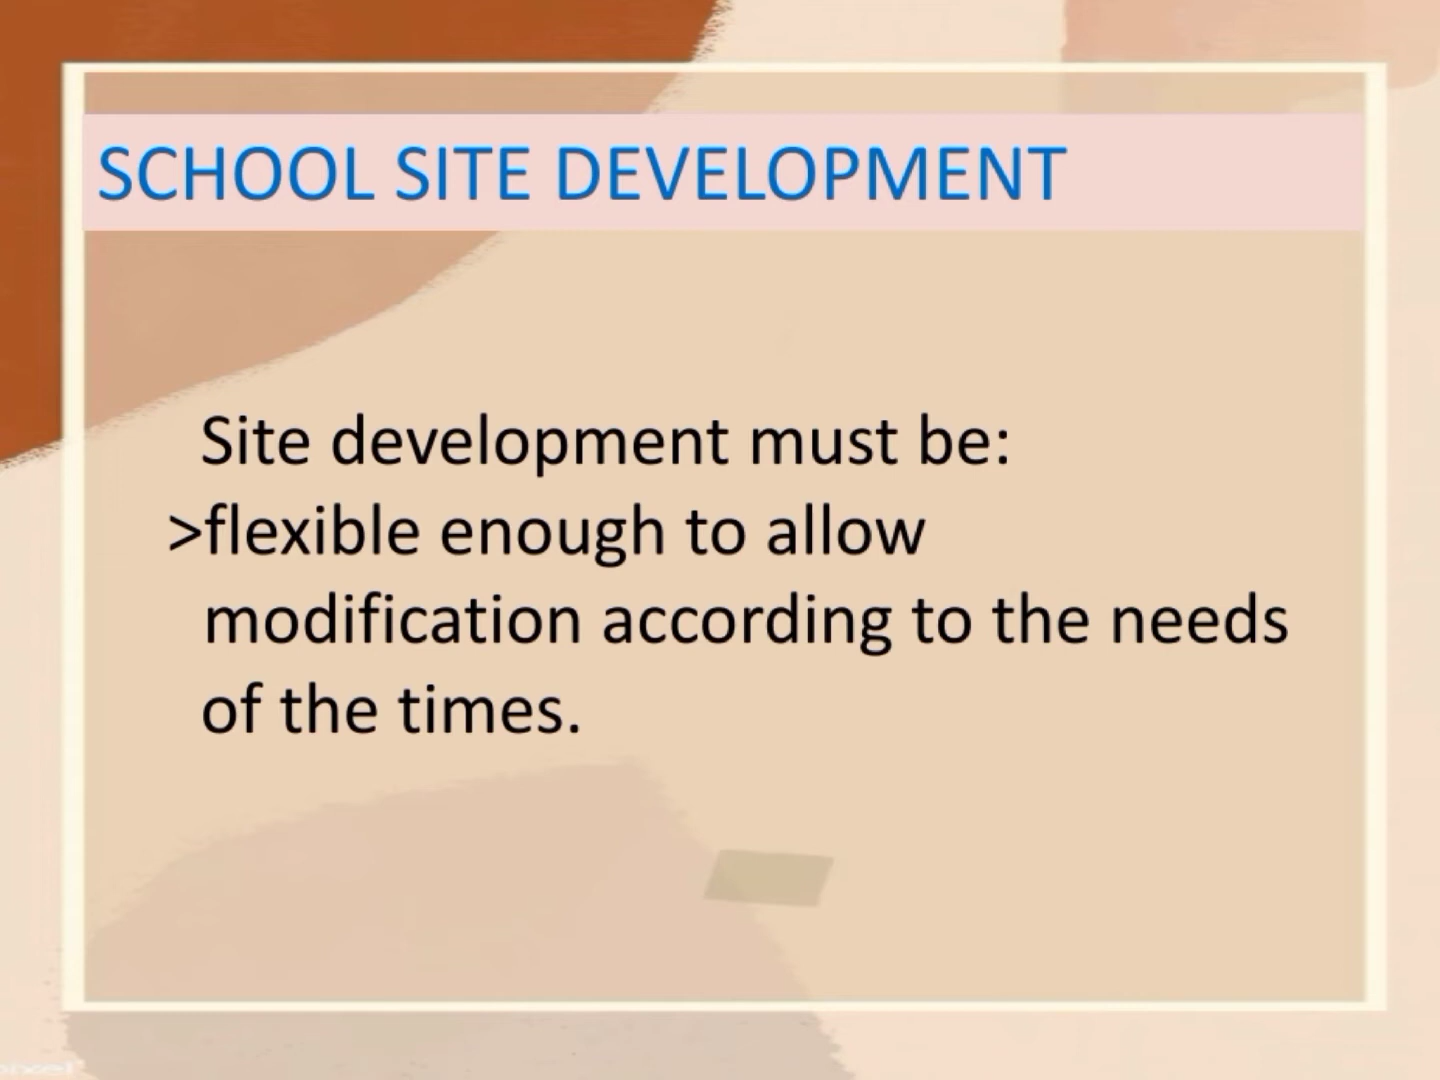 SCHOOL SITE DEVELOPMENT
Site development must be:
>flexible enough to allow
modification according to the needs
of the times.